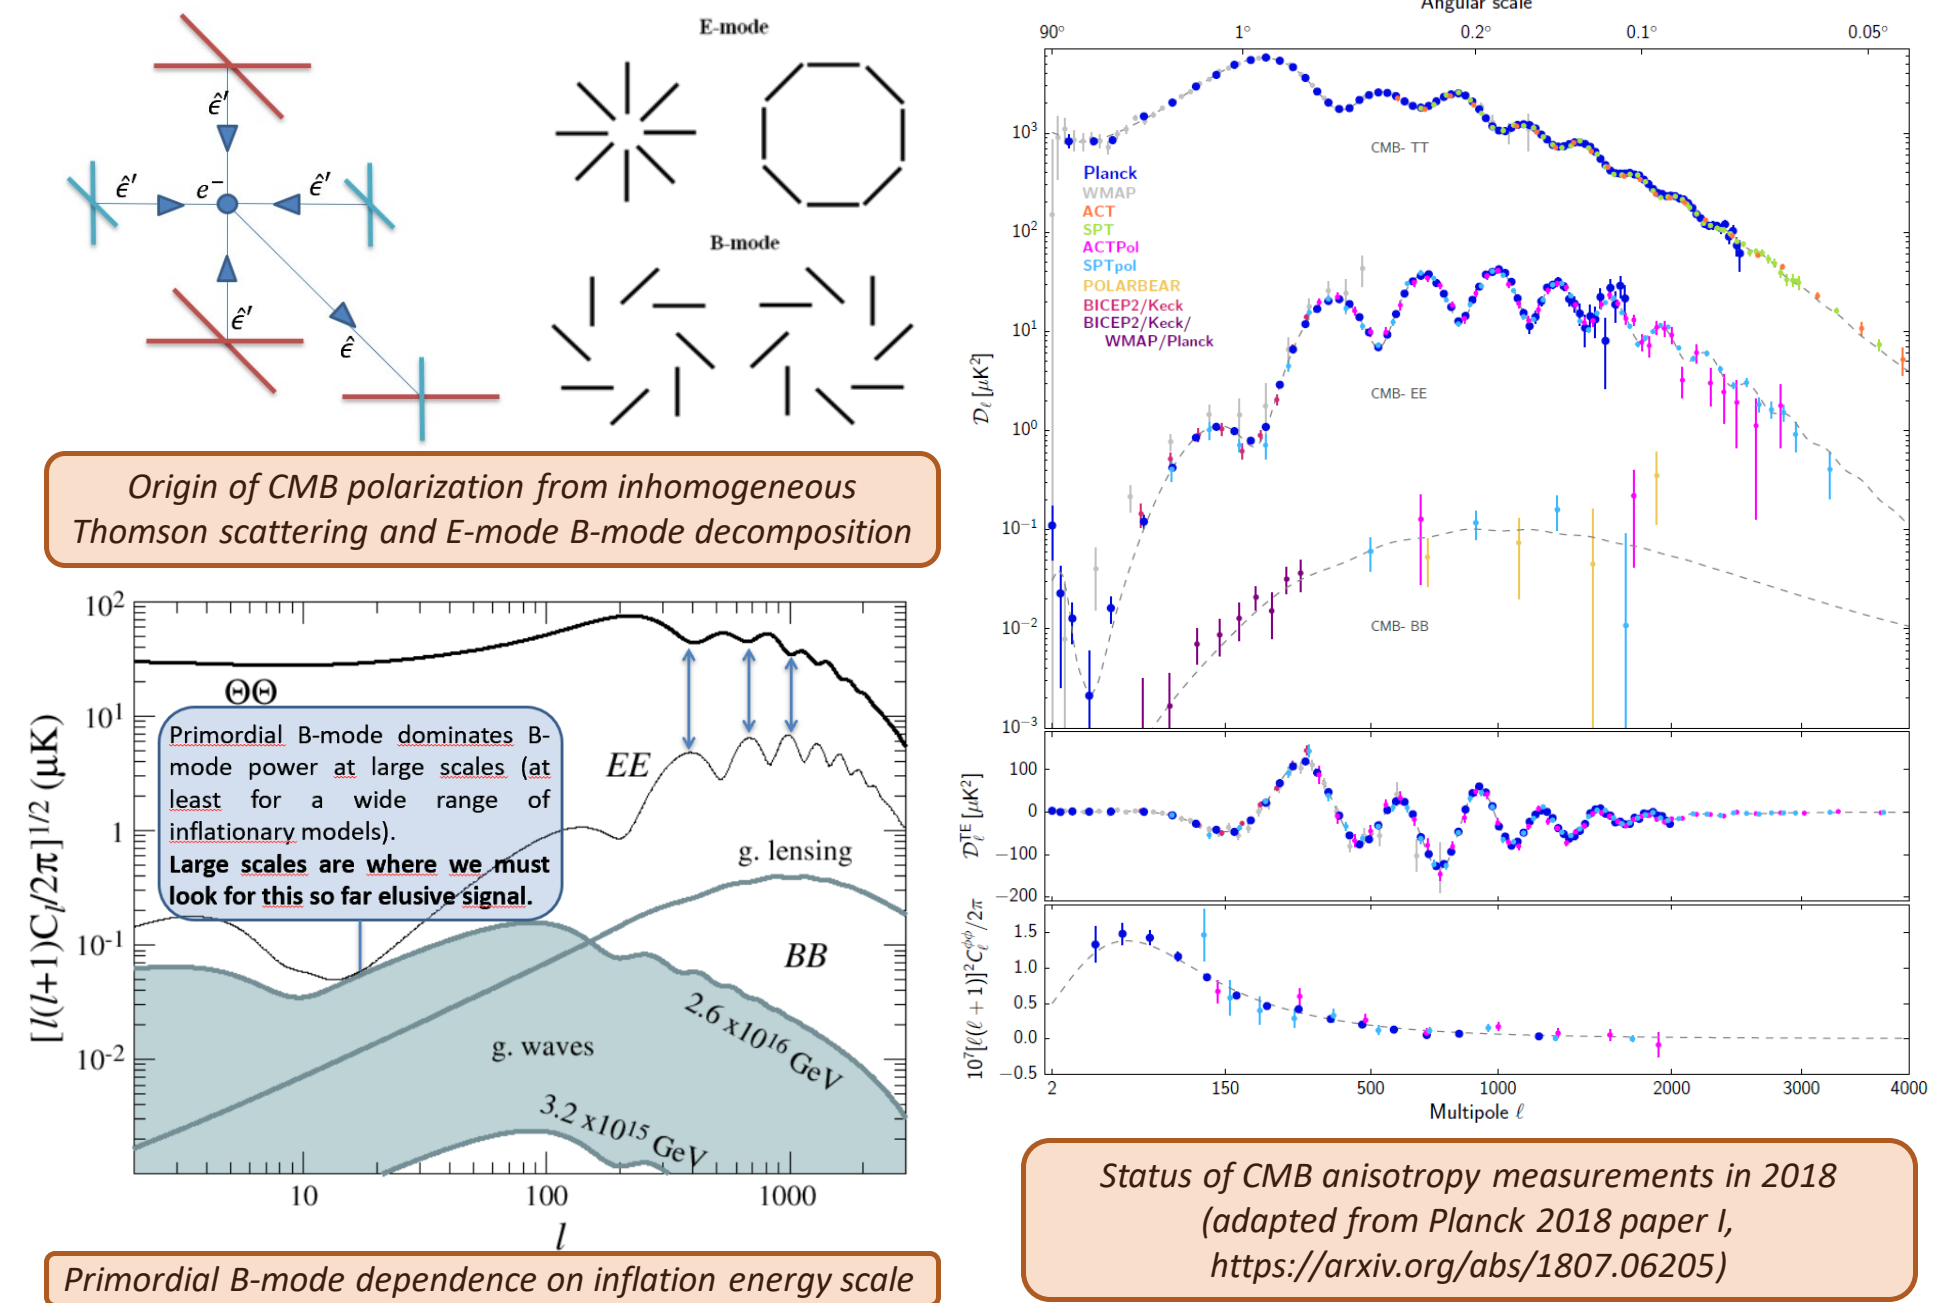 E-mode
ε̂′
ε̂′
e⁻
ε̂′
ε̂′
ε̂
B-mode
Origin of CMB polarization from inhomogeneous
Thomson scattering and E-mode B-mode decomposition
10²
10¹
1
10⁻¹
10⁻²
[l(l+1)Cₗ/2π]^1/2 (μK)
ΘΘ
Primordial B-mode dominates B-
mode power at large scales (at
least for a wide range of
inflationary models).
Large scales are where we must
look for this so far elusive signal.
EE
g. lensing
BB
2.6 x10¹⁶ GeV
g. waves
3.2 x10¹⁵ GeV
10 100 1000
l
Primordial B-mode dependence on inflation energy scale
Angular scale
90° 1° 0.2° 0.1° 0.05°
10³
10²
10¹
10⁰
10⁻¹
10⁻²
10⁻³
𝒟ℓ [μK²]
CMB- TT
Planck
WMAP
ACT
SPT
ACTPol
SPTpol
POLARBEAR
BICEP2/Keck
BICEP2/Keck/
WMAP/Planck
CMB- EE
CMB- BB
100
0
−100
−200
𝒟ℓ^TE [μK²]
1.5
1.0
0.5
0.0
−0.5
10⁷[ℓ(ℓ + 1)]²Cℓ^ϕϕ/2π
2 150 500 1000 2000 3000 4000
Multipole ℓ
Status of CMB anisotropy measurements in 2018
(adapted from Planck 2018 paper I,
https://arxiv.org/abs/1807.06205)